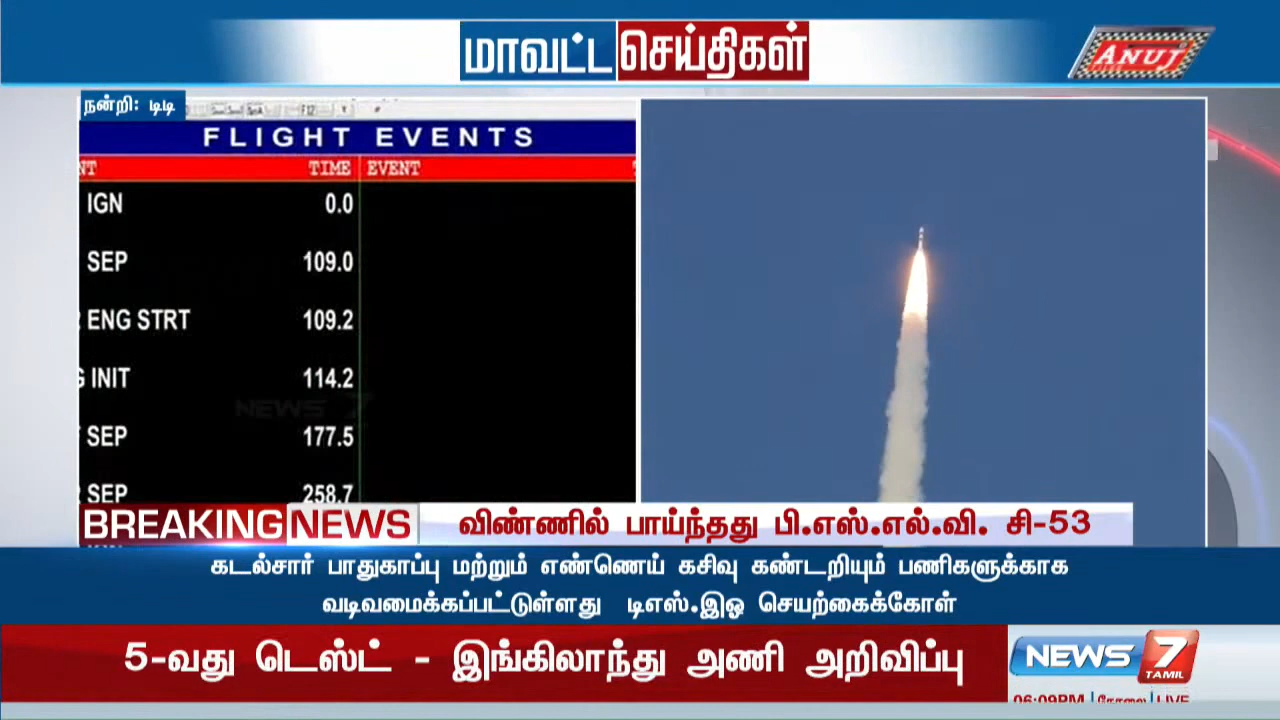 மாவட்ட செய்திகள்
ANUJ
நன்றி: டிடி
FLIGHT EVENTS
TIME EVENT
IGN 0.0
SEP 109.0
ENG STRT 109.2
INIT 114.2
SEP 177.5
SEP 258.7
NEWS 7
BREAKING NEWS விண்ணில் பாய்ந்தது பி.எஸ்.எல்.வி. சி-53
கடல்சார் பாதுகாப்பு மற்றும் எண்ணெய் கசிவு கண்டறியும் பணிகளுக்காக
வடிவமைக்கப்பட்டுள்ளது டிஎஸ்.இஓ செயற்கைக்கோள்
5-வது டெஸ்ட் - இங்கிலாந்து அணி அறிவிப்பு
NEWS 7
TAMIL
06:09PM | கோவை | LIVE